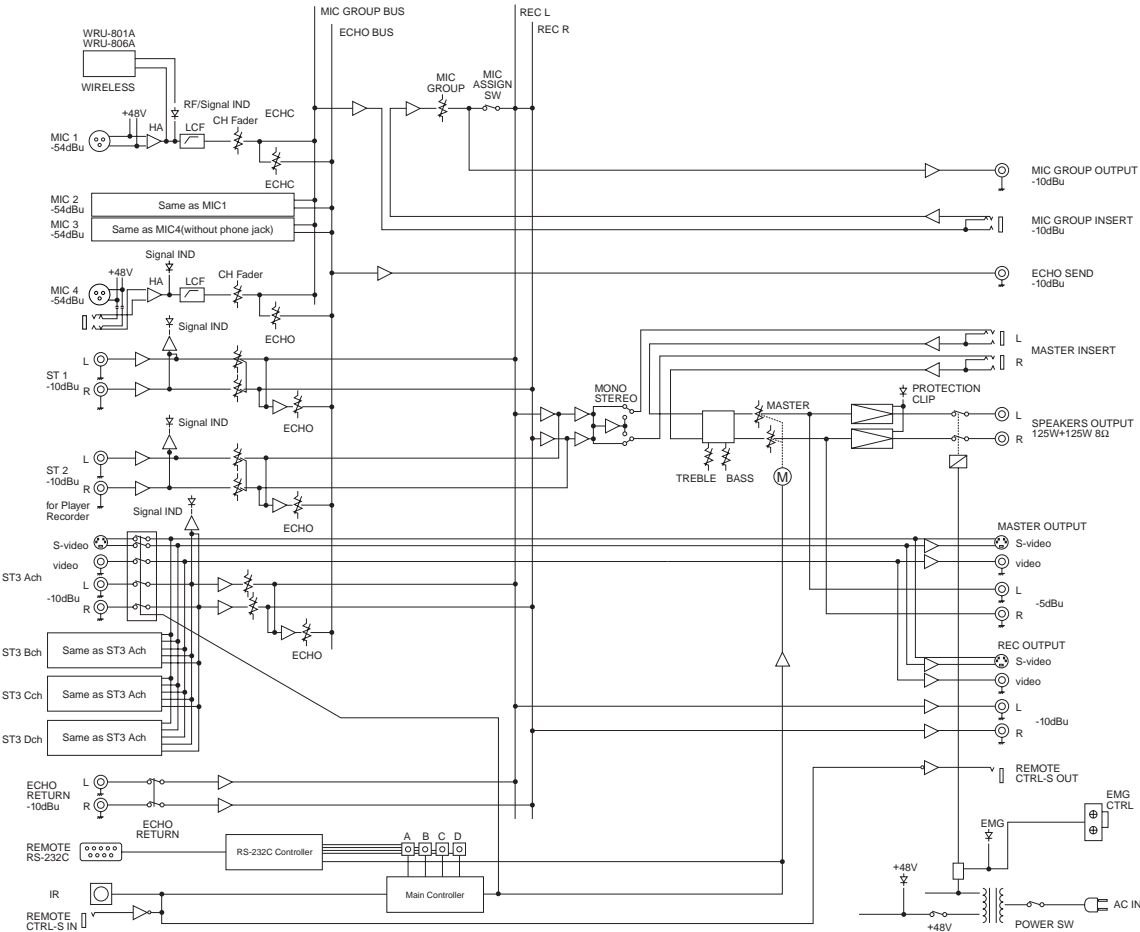 MIC GROUP BUS
ECHO BUS
REC L
REC R
WRU-801A
WRU-806A
WIRELESS
RF/Signal IND
+48V
HA
LCF
CH Fader
ECHC
MIC 1
-54dBu
ECHC
MIC
GROUP
MIC
ASSIGN
SW
MIC GROUP OUTPUT
-10dBu
MIC 2
-54dBu
Same as MIC1
MIC 3
-54dBu
Same as MIC4(without phone jack)
MIC GROUP INSERT
-10dBu
Signal IND
+48V
HA
LCF
CH Fader
MIC 4
-54dBu
ECHO
ECHO SEND
-10dBu
Signal IND
L
ST 1
-10dBu
R
ECHO
L
R
MASTER INSERT
MONO
STEREO
MASTER
PROTECTION
CLIP
L
R
SPEAKERS OUTPUT
125W+125W 8Ω
TREBLE
BASS
M
Signal IND
L
ST 2
-10dBu
R
for Player
Recorder
ECHO
Signal IND
S-video
video
ST3 Ach
L
-10dBu
R
ECHO
MASTER OUTPUT
S-video
video
L
-5dBu
R
ST3 Bch
Same as ST3 Ach
ST3 Cch
Same as ST3 Ach
ST3 Dch
Same as ST3 Ach
REC OUTPUT
S-video
video
L
-10dBu
R
ECHO
RETURN
-10dBu
L
R
ECHO
RETURN
REMOTE
CTRL-S OUT
REMOTE
RS-232C
RS-232C Controller
A B C D
Main Controller
IR
REMOTE
CTRL-S IN
EMG
CTRL
EMG
+48V
+48V
POWER SW
AC IN